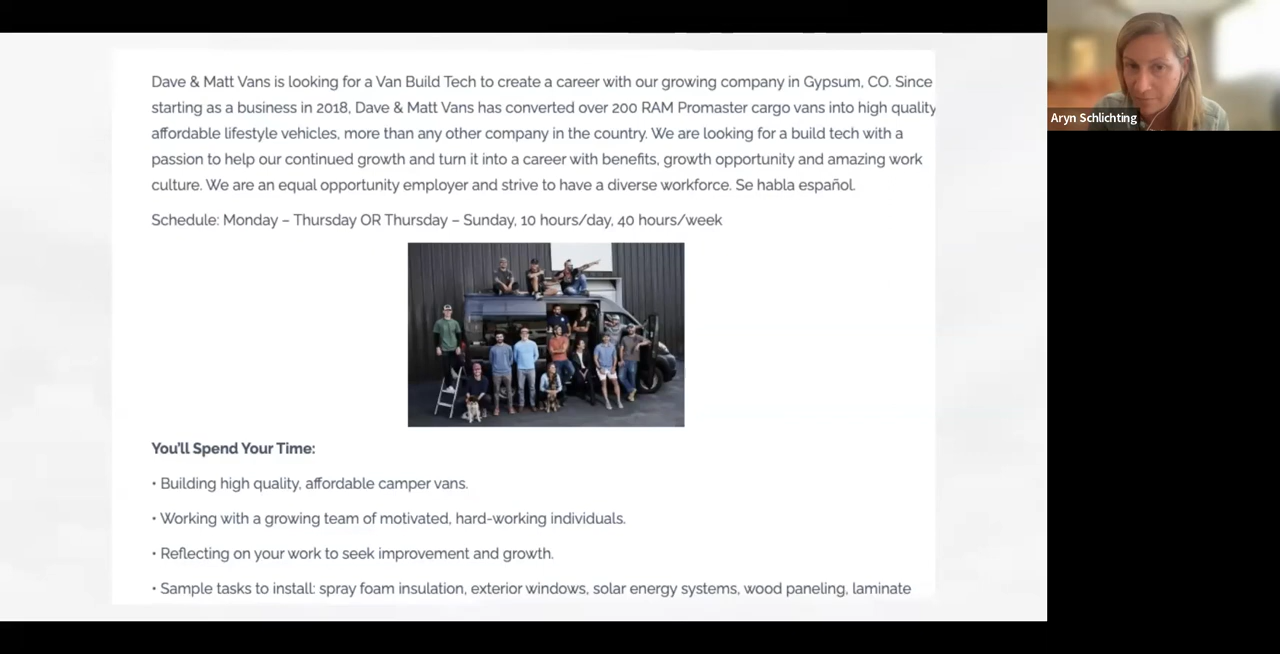 Dave & Matt Vans is looking for a Van Build Tech to create a career with our growing company in Gypsum, CO. Since
starting as a business in 2018, Dave & Matt Vans has converted over 200 RAM Promaster cargo vans into high quality
affordable lifestyle vehicles, more than any other company in the country. We are looking for a build tech with a
passion to help our continued growth and turn it into a career with benefits, growth opportunity and amazing work
culture. We are an equal opportunity employer and strive to have a diverse workforce. Se habla español.
Schedule: Monday – Thursday OR Thursday – Sunday, 10 hours/day, 40 hours/week
You'll Spend Your Time:
• Building high quality, affordable camper vans.
• Working with a growing team of motivated, hard-working individuals.
• Reflecting on your work to seek improvement and growth.
• Sample tasks to install: spray foam insulation, exterior windows, solar energy systems, wood paneling, laminate
Aryn Schlichting